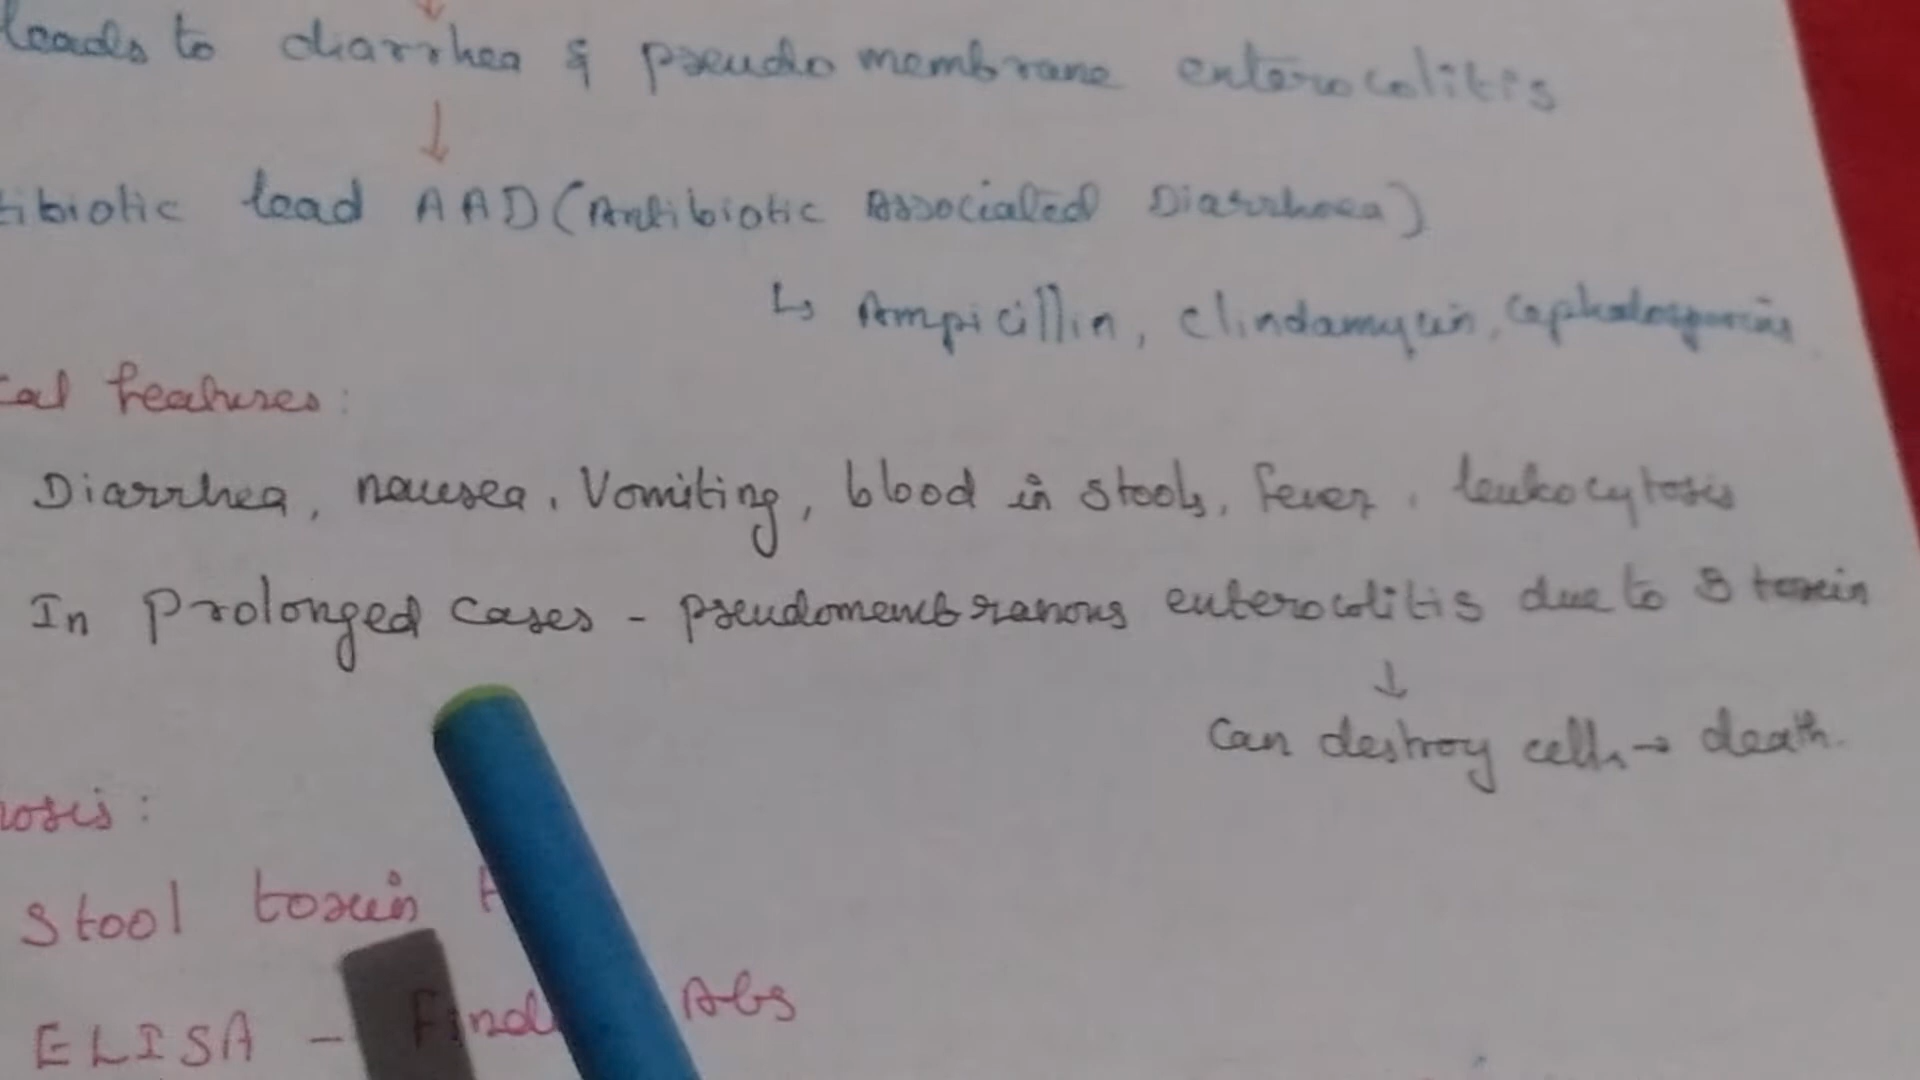 leads to diarrhea & pseudo membrane enterocolitis
tibiotic lead AAD (Antibiotic Associated Diarrhoea)
↳ Ampicillin, Clindamycin, Cephalosporins
cal features:
Diarrhea, nausea, Vomiting, blood in stools, fever, leukocytosis
In prolonged cases - pseudomembranous enterocolitis due to B toxin
↓
Can destroy cells → death.
nosis:
Stool toxin
ELISA - Find Abs